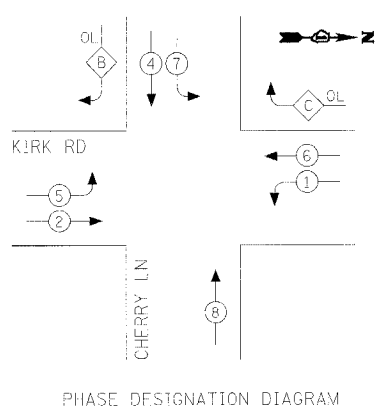 OL
B
4
7
N
C
OL
KIRK RD
6
5
1
2
CHERRY LN
8
PHASE DESIGNATION DIAGRAM